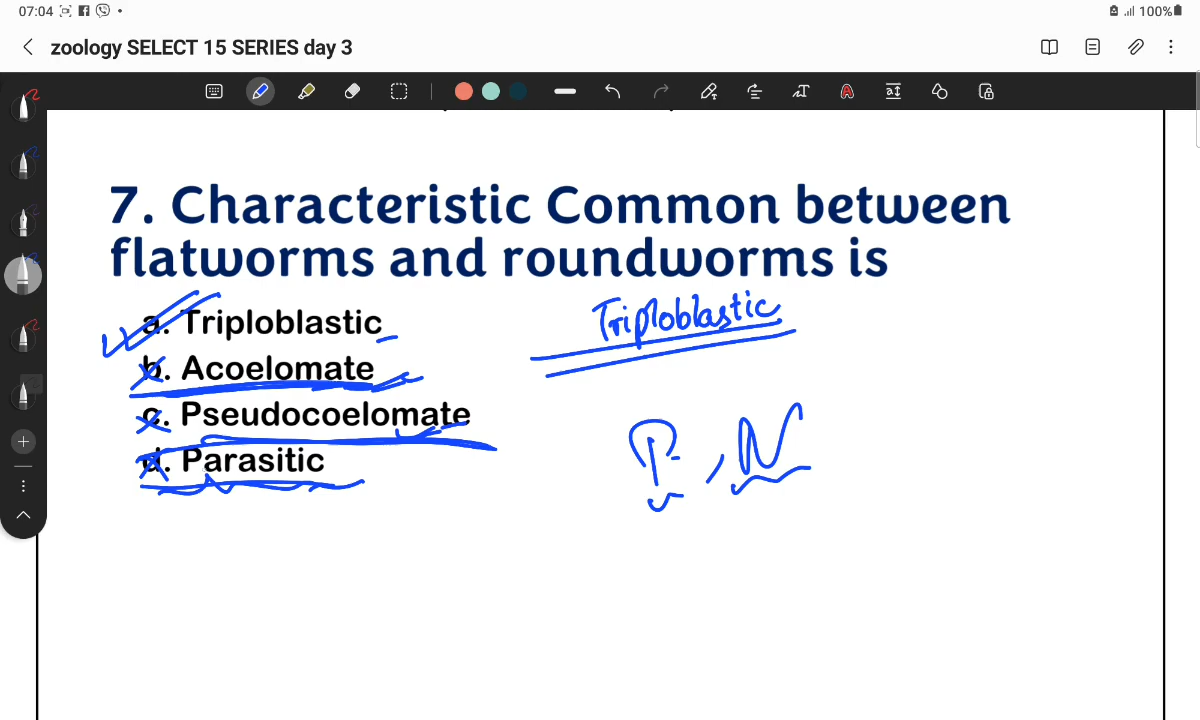 07:04
100%
zoology SELECT 15 SERIES day 3
7. Characteristic Common between
flatworms and roundworms is
a. Triploblastic
b. Acoelomate
c. Pseudocoelomate
d. Parasitic
Triploblastic
P, N